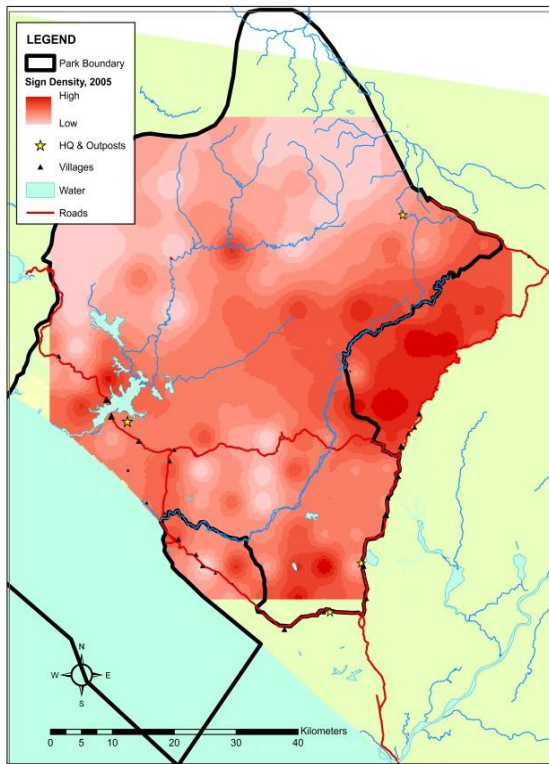 LEGEND
Park Boundary
Sign Density, 2005
High
Low
HQ & Outposts
Villages
Water
Roads
N
W E
S
Kilometers
0 10 20 30 40